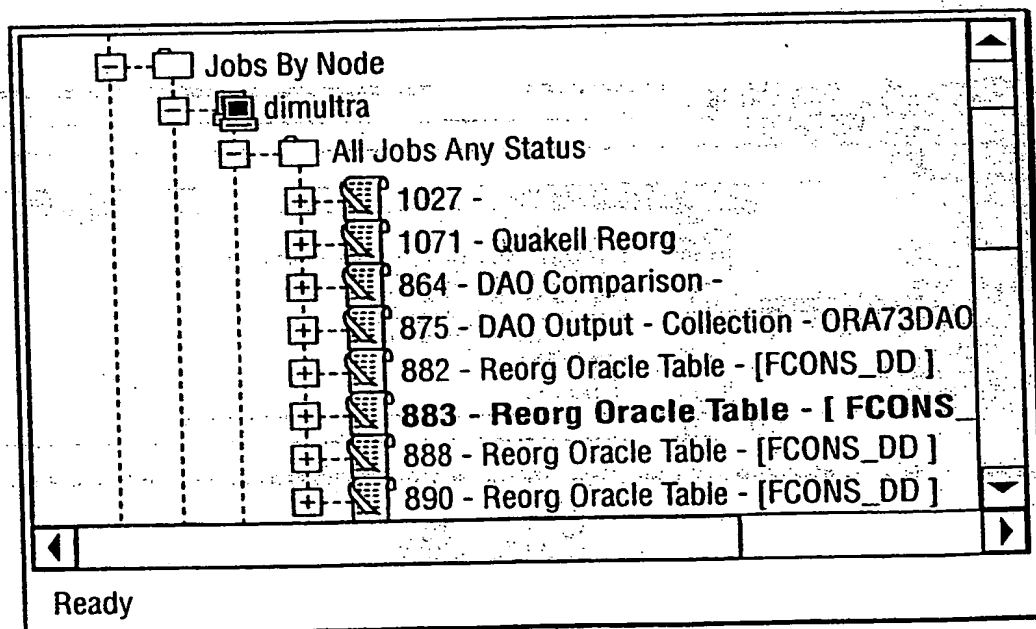 Jobs By Node
dimultra
All Jobs Any Status
1027 -
1071 - Quakell Reorg
864 - DAO Comparison -
875 - DAO Output - Collection - ORA73DAO
882 - Reorg Oracle Table - [FCONS_DD ]
883 - Reorg Oracle Table - [ FCONS_
888 - Reorg Oracle Table - [FCONS_DD ]
890 - Reorg Oracle Table - [FCONS_DD ]
Ready